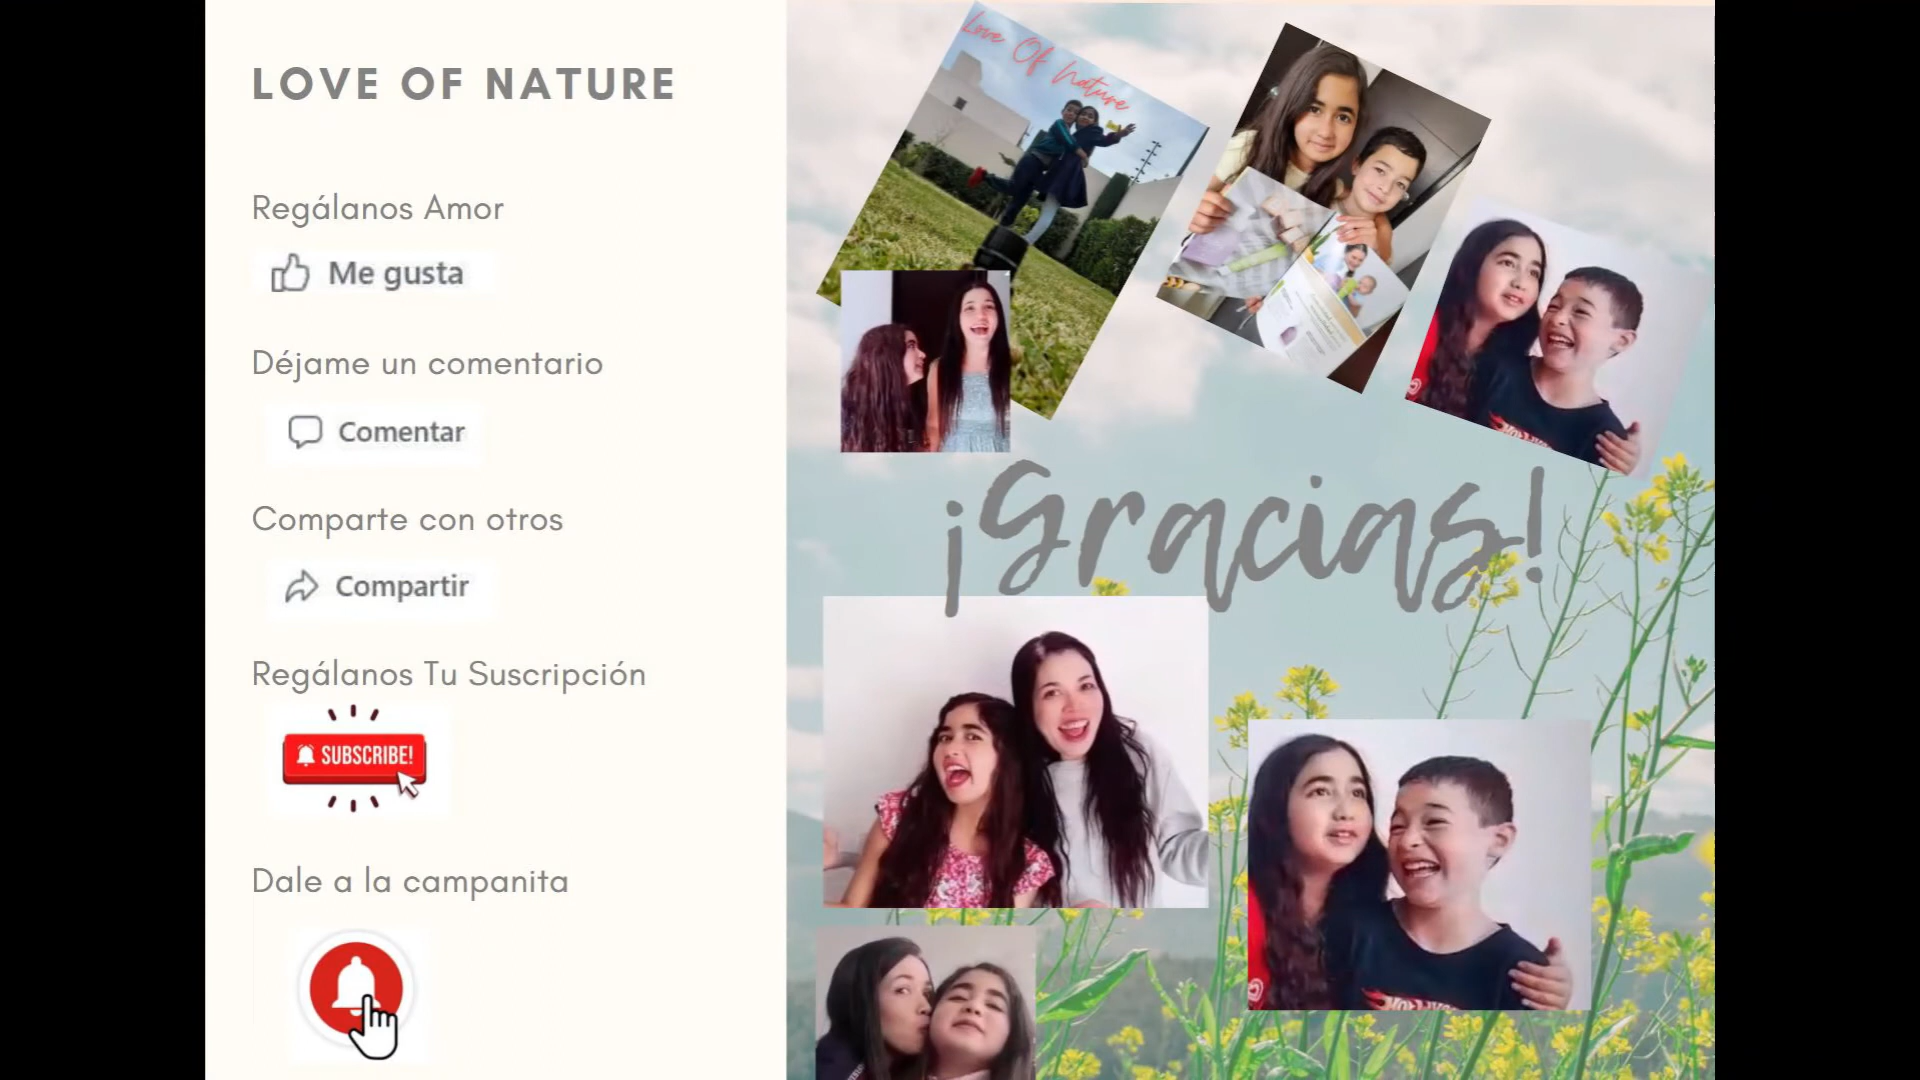 LOVE OF NATURE
Regálanos Amor
Me gusta
Déjame un comentario
Comentar
Comparte con otros
Compartir
Regálanos Tu Suscripción
SUBSCRIBE!
Dale a la campanita
Love Of Nature
¡Gracias!